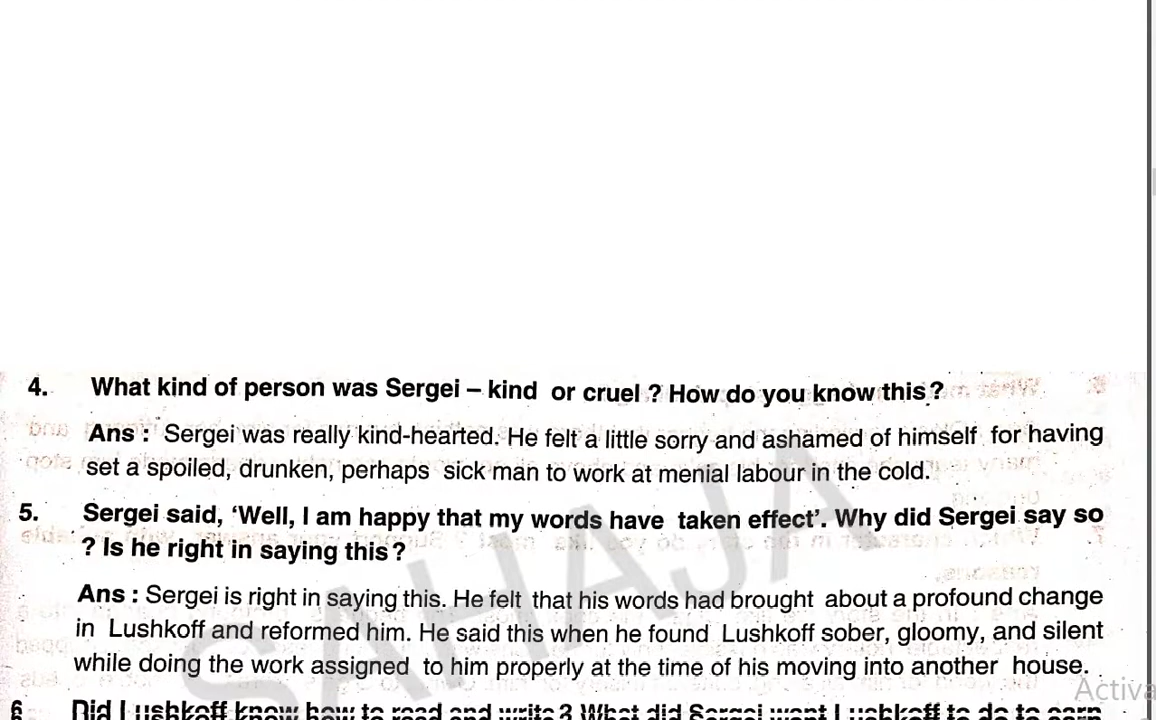 4. What kind of person was Sergei – kind or cruel ? How do you know this ?
Ans : Sergei was really kind-hearted. He felt a little sorry and ashamed of himself for having
set a spoiled, drunken, perhaps sick man to work at menial labour in the cold.
5. Sergei said, ‘Well, I am happy that my words have taken effect’. Why did Sergei say so
? Is he right in saying this ?
Ans : Sergei is right in saying this. He felt that his words had brought about a profound change
in Lushkoff and reformed him. He said this when he found Lushkoff sober, gloomy, and silent
while doing the work assigned to him properly at the time of his moving into another house.
SAHAJA
Activa
6 Did Lushkoff know how to read and write ? What did Sergei want Lushkoff to do to earn